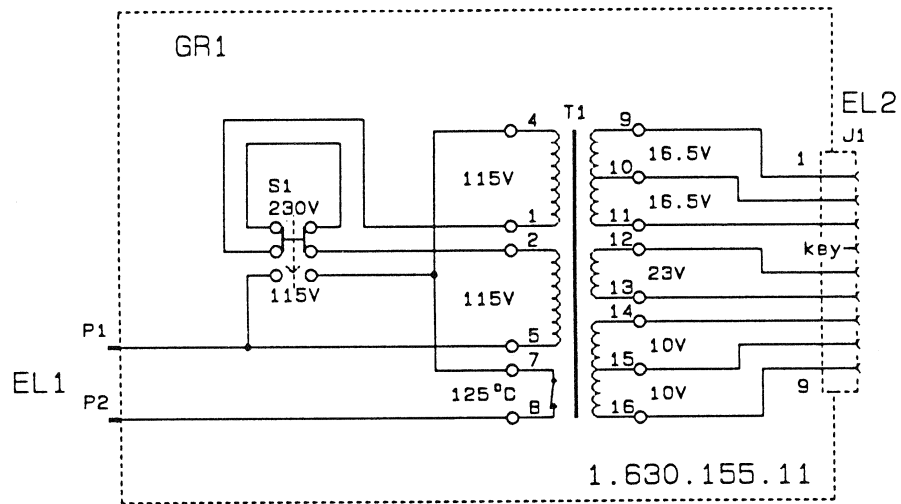 GR1
EL2
J1
T1
4
9
1
16.5V
10
115V
S1
230V
16.5V
1
11
2
12
key
23V
115V
115V
13
14
P1
5
7
15
10V
EL1
125°C
10V
9
P2
8
16
1.630.155.11